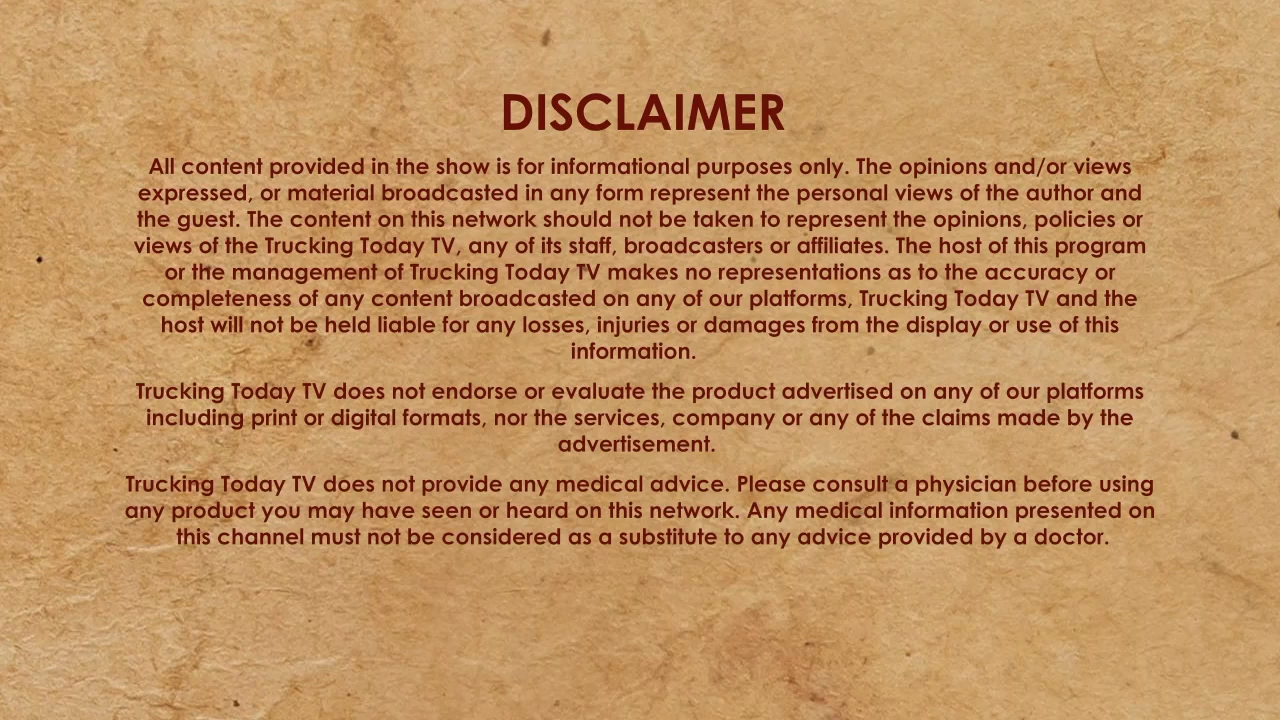 DISCLAIMER
All content provided in the show is for informational purposes only. The opinions and/or views
expressed, or material broadcasted in any form represent the personal views of the author and
the guest. The content on this network should not be taken to represent the opinions, policies or
views of the Trucking Today TV, any of its staff, broadcasters or affiliates. The host of this program
or the management of Trucking Today TV makes no representations as to the accuracy or
completeness of any content broadcasted on any of our platforms, Trucking Today TV and the
host will not be held liable for any losses, injuries or damages from the display or use of this
information.
Trucking Today TV does not endorse or evaluate the product advertised on any of our platforms
including print or digital formats, nor the services, company or any of the claims made by the
advertisement.
Trucking Today TV does not provide any medical advice. Please consult a physician before using
any product you may have seen or heard on this network. Any medical information presented on
this channel must not be considered as a substitute to any advice provided by a doctor.